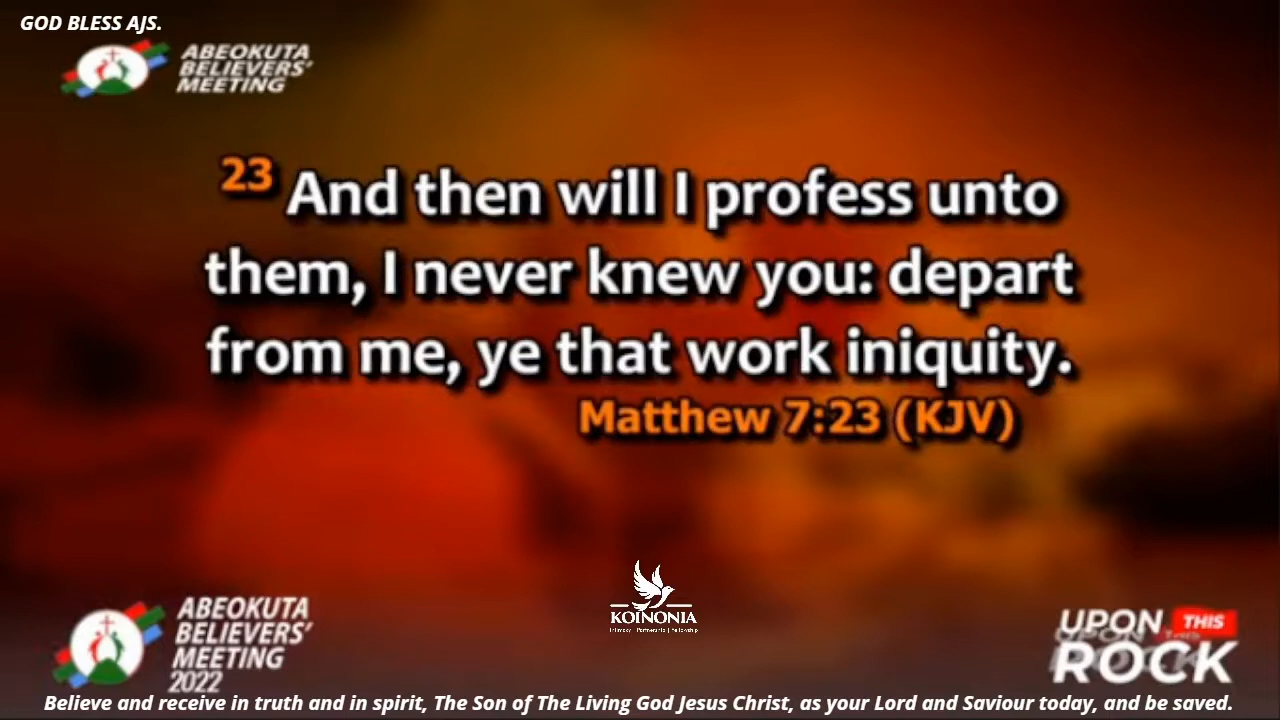 GOD BLESS AJS.
ABEOKUTA
BELIEVERS'
MEETING
23 And then will I profess unto
them, I never knew you: depart
from me, ye that work iniquity.
Matthew 7:23 (KJV)
KOINONIA
Intimacy | Partnership | Fellowship
ABEOKUTA
BELIEVERS'
MEETING
2022
UPON THIS
ROCK
Believe and receive in truth and in spirit, The Son of The Living God Jesus Christ, as your Lord and Saviour today, and be saved.